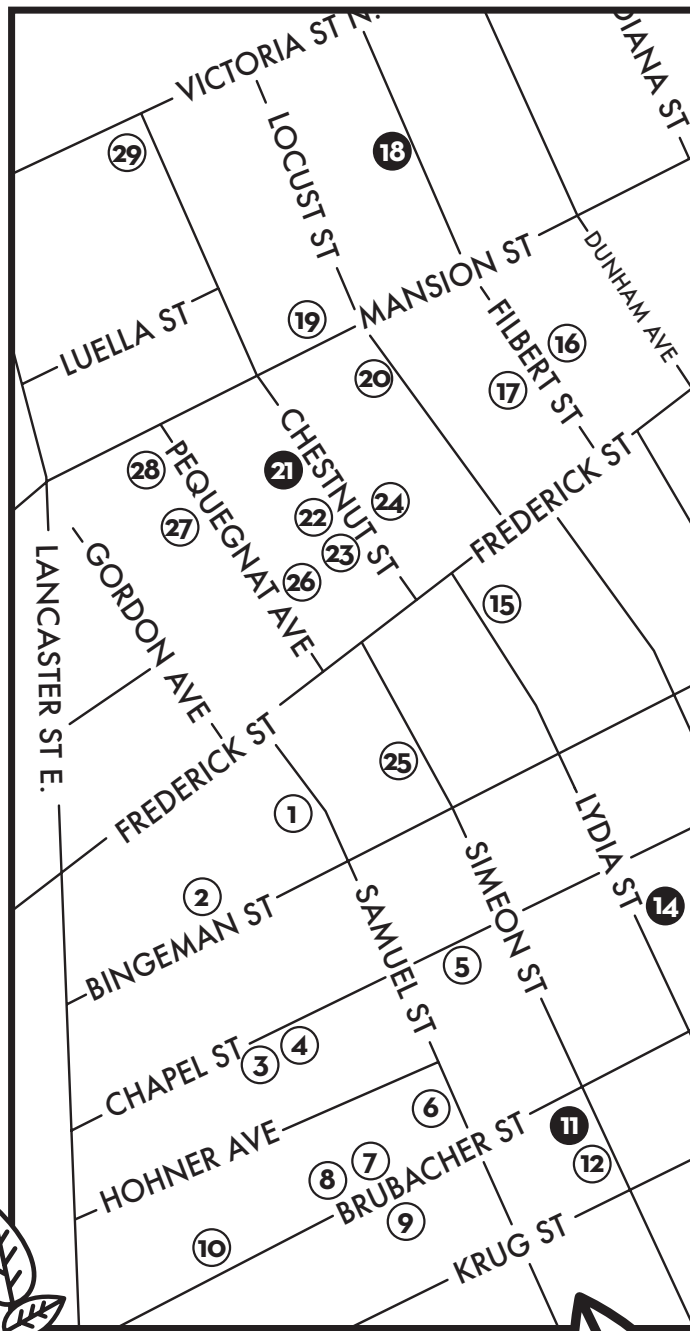 VICTORIA ST N.
DIANA ST
29
LOCUST ST
18
LUELLA ST
19
MANSION ST
DUNHAM AVE
FILBERT ST
16
20
17
28
PEQUEGNAT AVE
CHESTNUT ST
21
22
24
FREDERICK ST
27
23
26
GORDON AVE
LANCASTER ST E.
15
FREDERICK ST
25
1
2
BINGEMAN ST
SAMUEL ST
SIMEON ST
LYDIA ST
14
5
CHAPEL ST
3
4
HOHNER AVE
6
11
7
8
BRUBACHER ST
12
9
10
KRUG ST